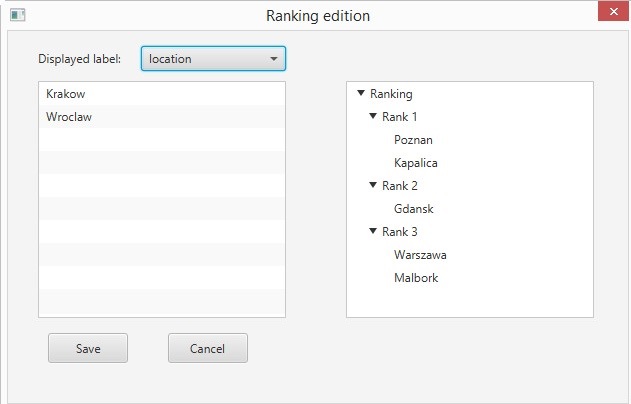 Ranking edition
Displayed label: location
Krakow
Wroclaw
Ranking
Rank 1
Poznan
Kapalica
Rank 2
Gdansk
Rank 3
Warszawa
Malbork
Save Cancel